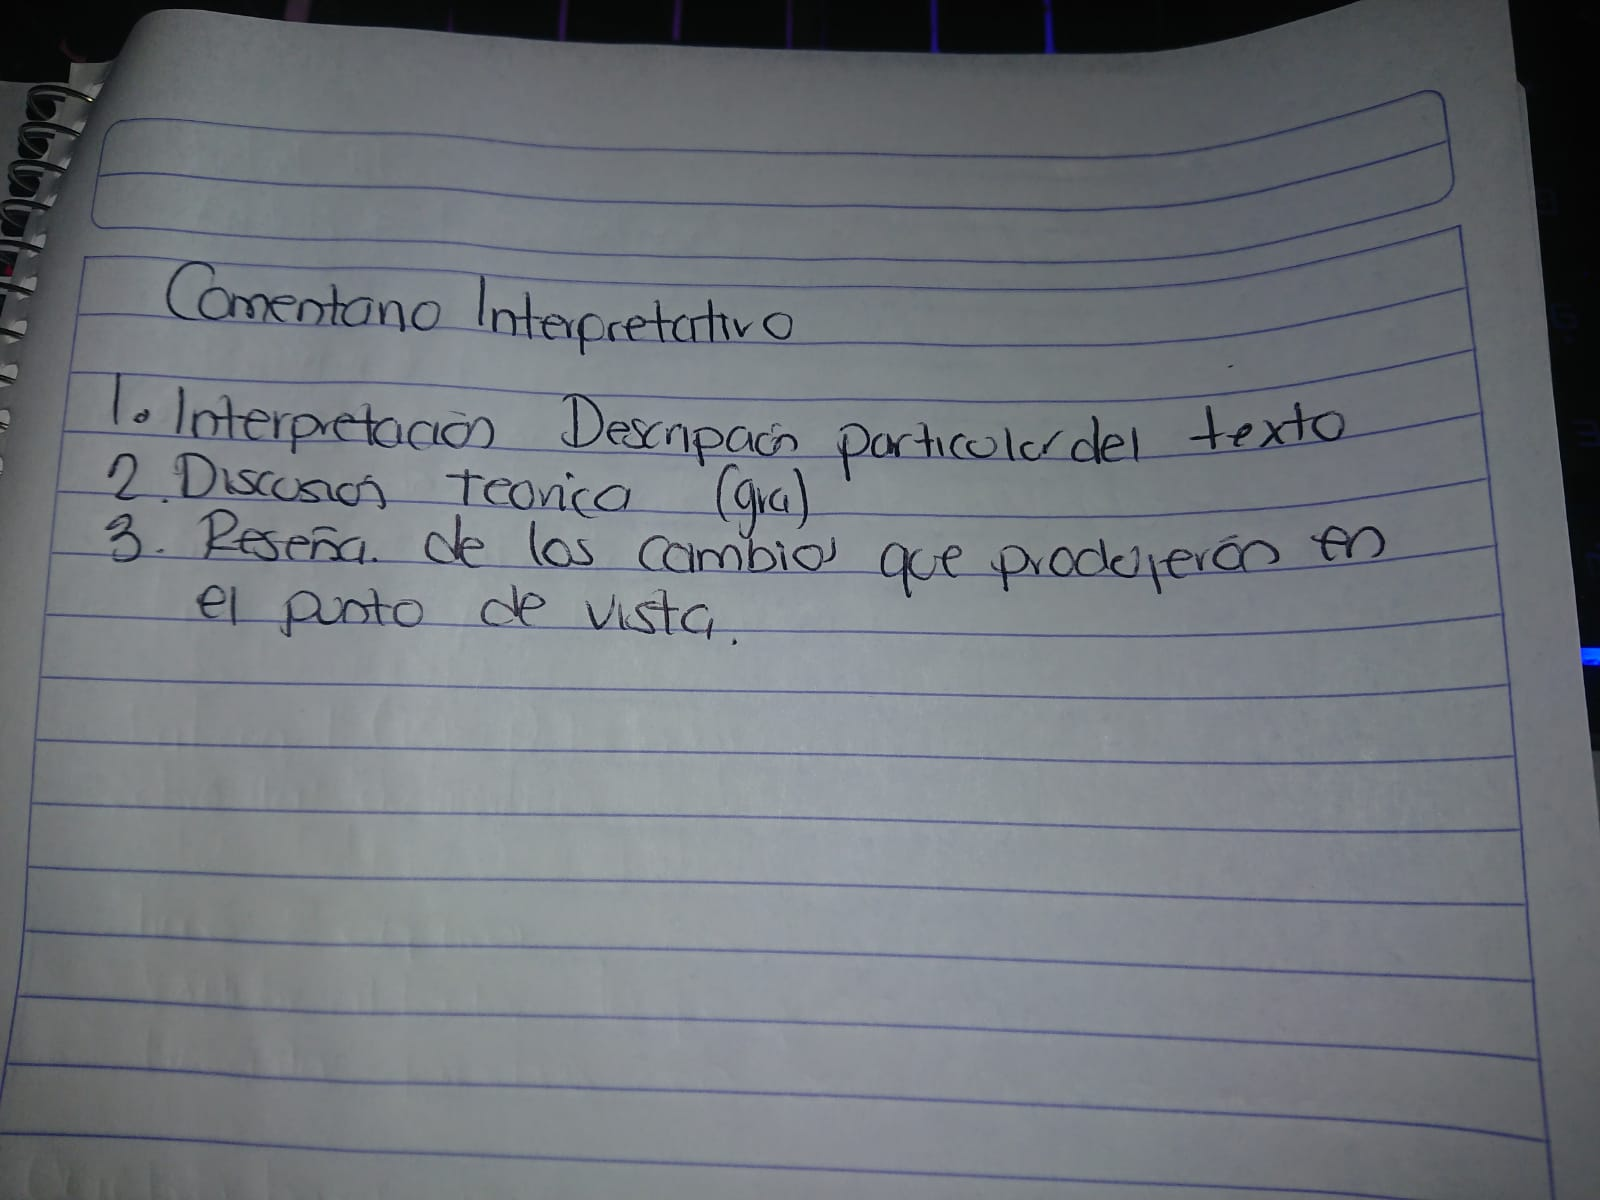 Comentario Interpretativo
1. Interpretación Descripción particular del texto
2. Discusión teorica (gral)
3. Reseña. de los cambios que produjerón en
el punto de vista.